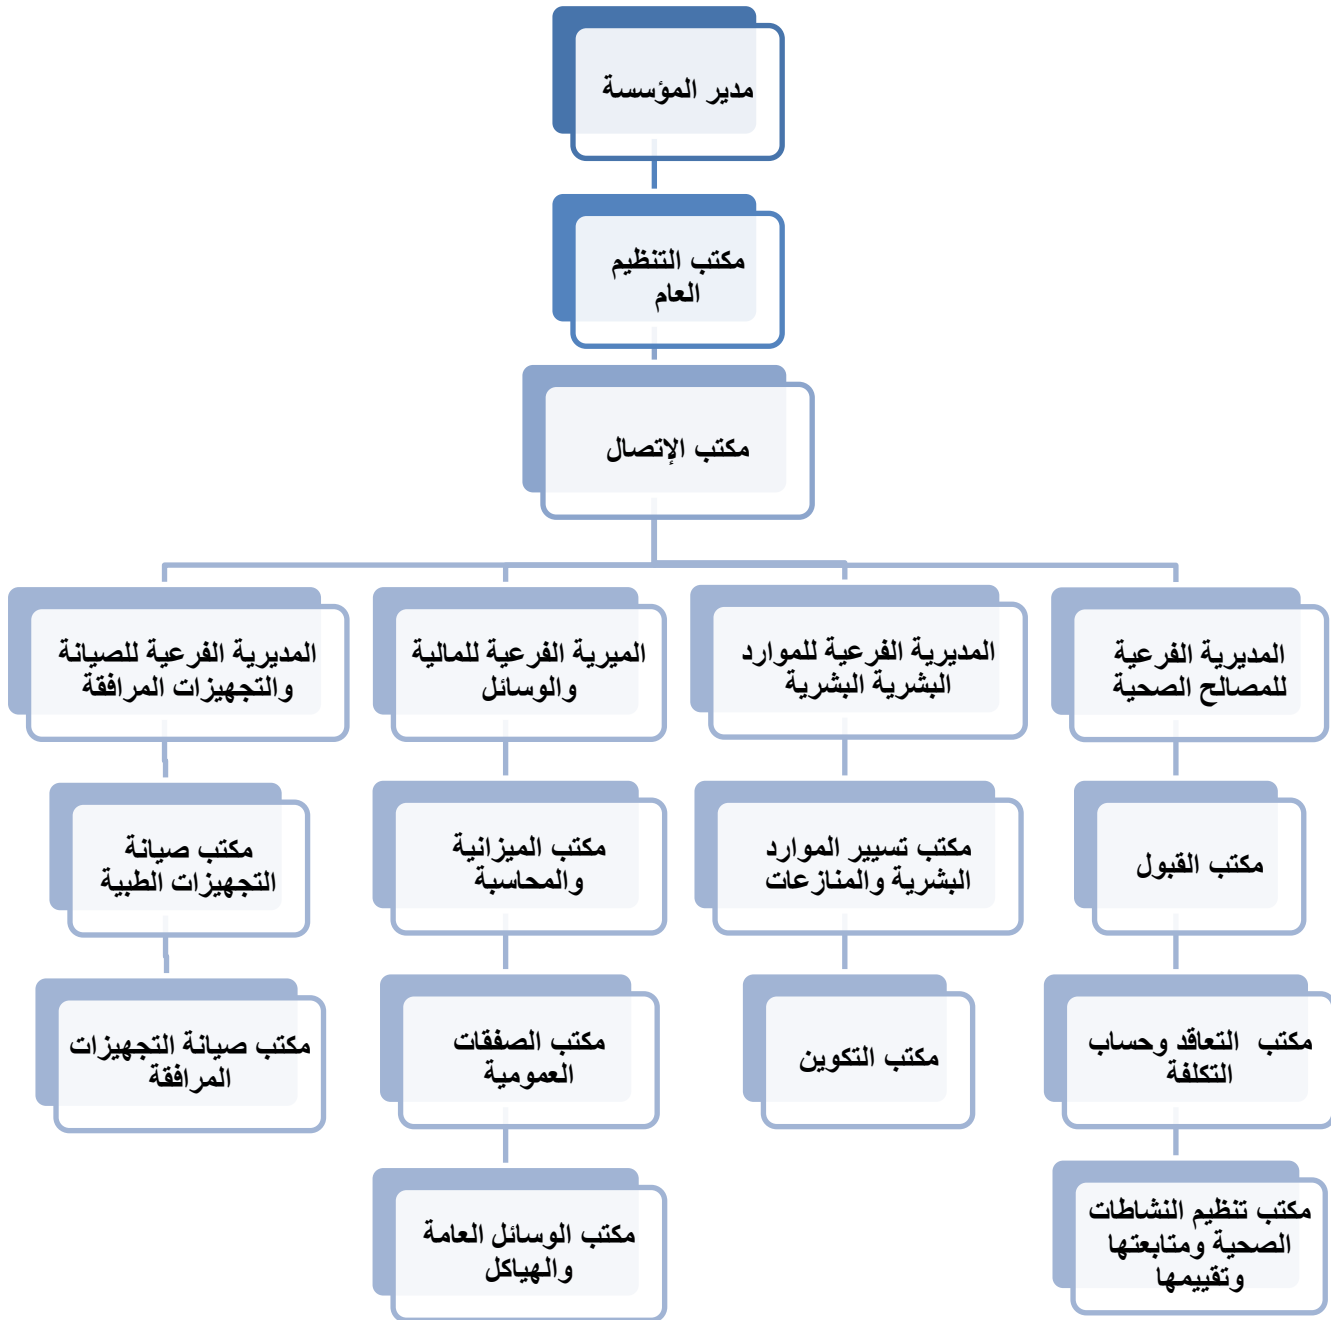 مدير المؤسسة
مكتب التنظيم
العام
مكتب الإتصال
المديرية الفرعية
للمصالح الصحية
المديرية الفرعية للموارد
البشرية البشرية
الميرية الفرعية للمالية
والوسائل
المديرية الفرعية للصيانة
والتجهيزات المرافقة
مكتب القبول
مكتب تسيير الموارد
البشرية والمنازعات
مكتب الميزانية
والمحاسبة
مكتب صيانة
التجهيزات الطبية
مكتب التعاقد وحساب
التكلفة
مكتب التكوين
مكتب الصفقات
العمومية
مكتب صيانة التجهيزات
المرافقة
مكتب تنظيم النشاطات
الصحية ومتابعتها
وتقييمها
مكتب الوسائل العامة
والهياكل